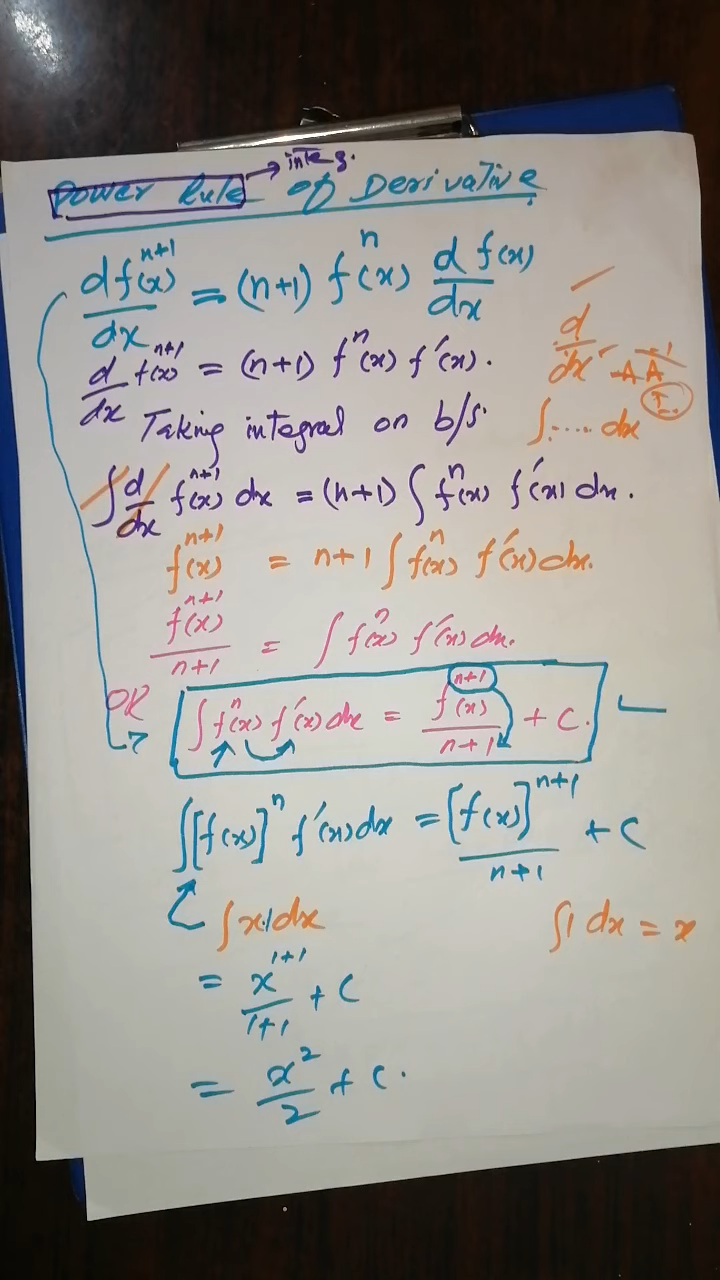 Power Rule → integ.
of Derivative
df^{n+1}(x)/dx = (n+1) f^n(x) d f(x)/dx
d/dx f^{n+1}(x) = (n+1) f^n(x) f'(x).
d/dx
Taking integral on b/s.
∫..... dx
∫ d/dx f^{n+1}(x) dx = (n+1) ∫ f^n(x) f'(x) dx.
f^{n+1}(x) = n+1 ∫ f^n(x) f'(x) dx.
f^{n+1}(x)/n+1 = ∫ f^n(x) f'(x) dx.
OR
∫ f^n(x) f'(x) dx = f^{n+1}(x)/n+1 + c.
∫[f(x)]^n f'(x) dx = [f(x)]^{n+1}/n+1 + c
∫x.1dx
∫1 dx = x
= x^{1+1}/1+1 + c
= x^2/2 + c.